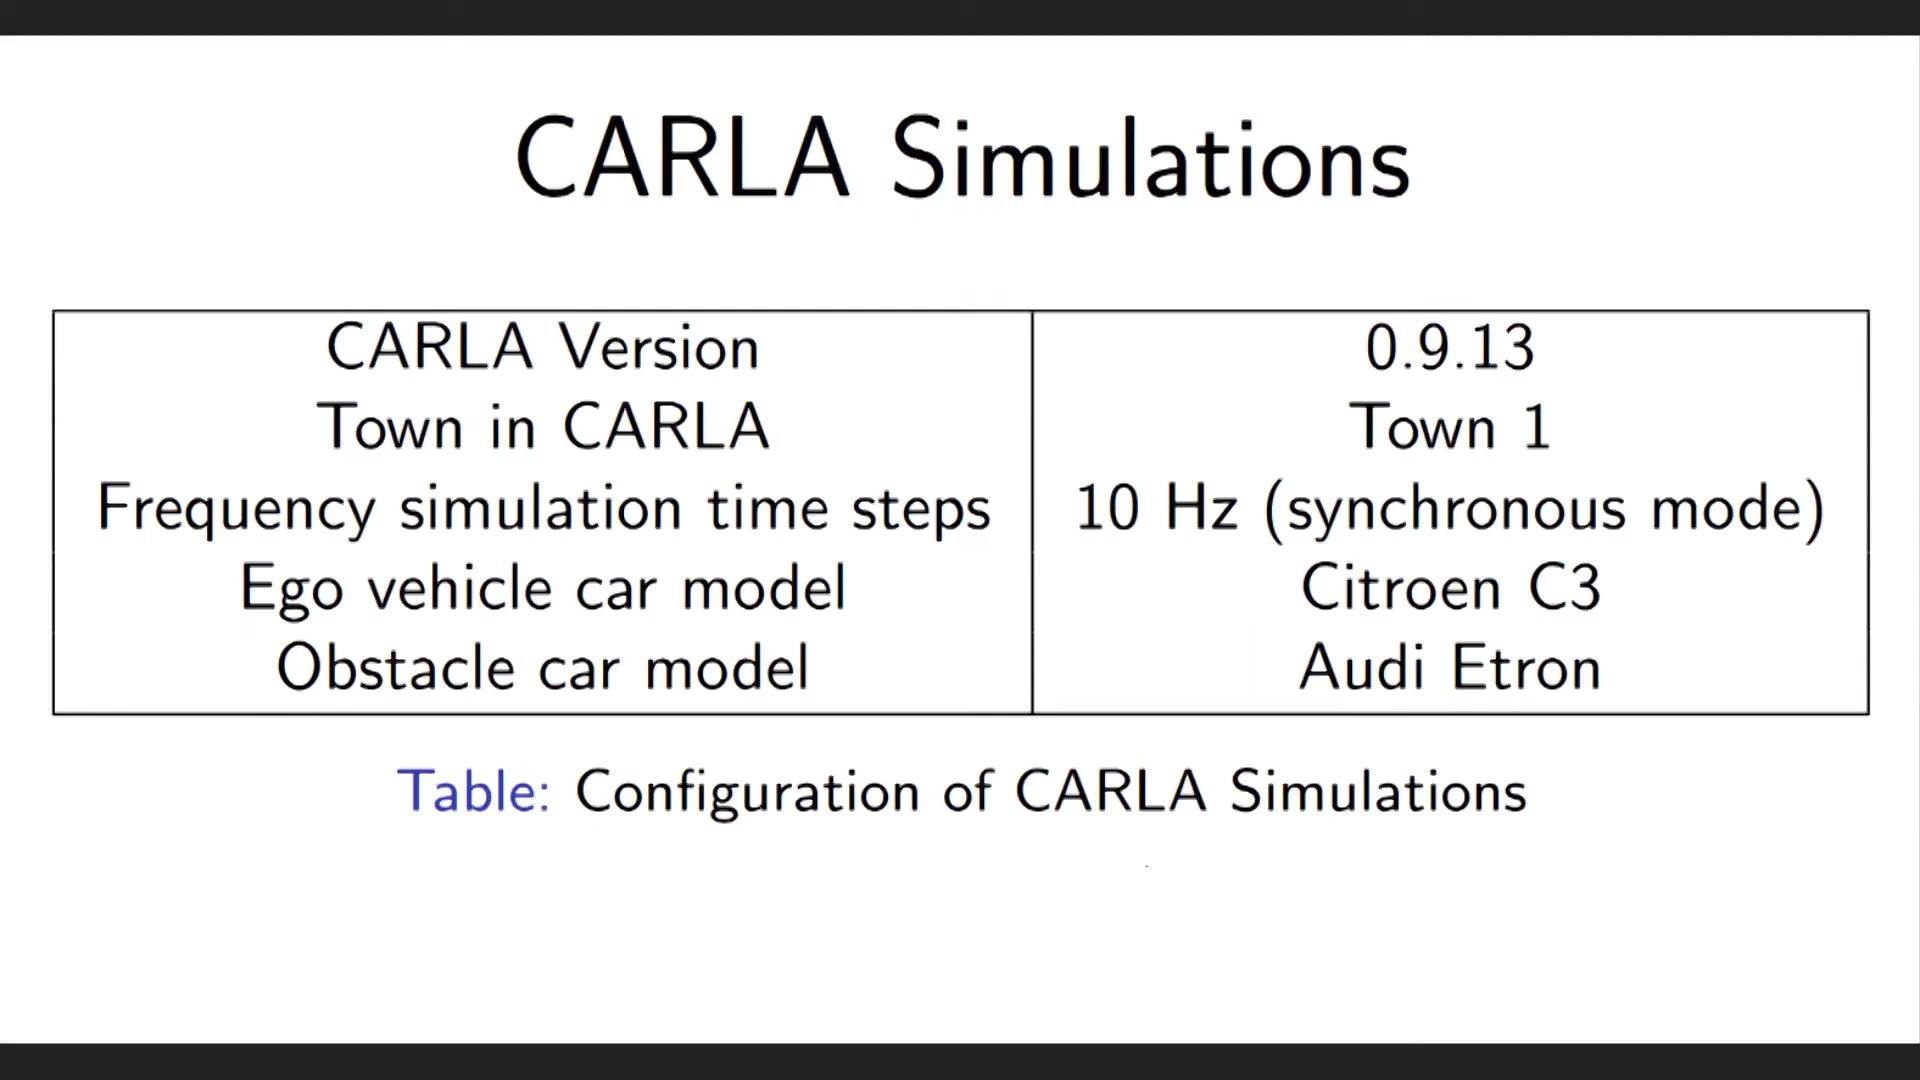 CARLA Simulations
CARLA Version 0.9.13
Town in CARLA Town 1
Frequency simulation time steps 10 Hz (synchronous mode)
Ego vehicle car model Citroen C3
Obstacle car model Audi Etron
Table: Configuration of CARLA Simulations